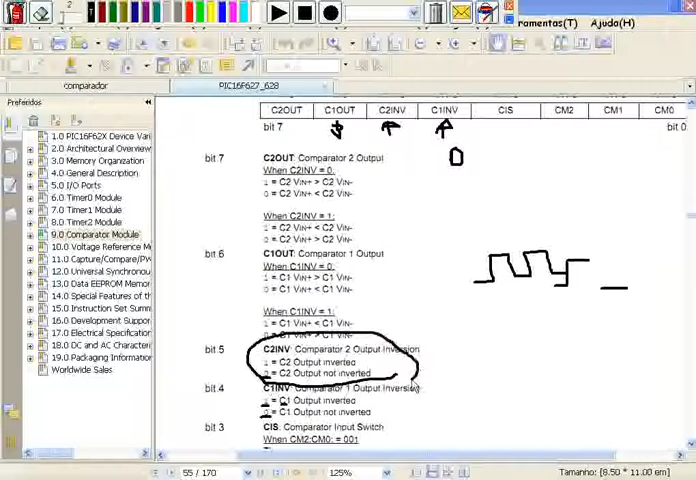 2
ramentas(T) Ajuda(H)
comparador PIC16F627_628
Preferidos
1.0 PIC16F62X Device Vari
2.0 Architectural Overview
3.0 Memory Organization
4.0 General Description
5.0 I/O Ports
6.0 Timer0 Module
7.0 Timer1 Module
8.0 Timer2 Module
9.0 Comparator Module
10.0 Voltage Reference M
11.0 Capture/Compare/PW
12.0 Universal Synchronou
13.0 Data EEPROM Memor
14.0 Special Features of th
15.0 Instruction Set Summ
16.0 Development Support
17.0 Electrical Specification
18.0 DC and AC Character
19.0 Packaging Information
Worldwide Sales
C2OUT C1OUT C2INV C1INV CIS CM2 CM1 CM0
bit 7 bit 0
0
bit 7 C2OUT: Comparator 2 Output
When C2INV = 0:
1 = C2 VIN+ > C2 VIN-
0 = C2 VIN+ < C2 VIN-
When C2INV = 1:
1 = C2 VIN+ < C2 VIN-
0 = C2 VIN+ > C2 VIN-
bit 6 C1OUT: Comparator 1 Output
When C1INV = 0:
1 = C1 VIN+ > C1 VIN-
0 = C1 VIN+ < C1 VIN-
When C1INV = 1:
1 = C1 VIN+ < C1 VIN-
0 = C1 VIN+ > C1 VIN-
bit 5 C2INV: Comparator 2 Output Inversion
1 = C2 Output inverted
0 = C2 Output not inverted
bit 4 C1INV: Comparator 1 Output Inversion
1 = C1 Output inverted
0 = C1 Output not inverted
bit 3 CIS: Comparator Input Switch
When CM2:CM0: = 001
55 / 170 125% Tamanho: [8.50 * 11.00 em]